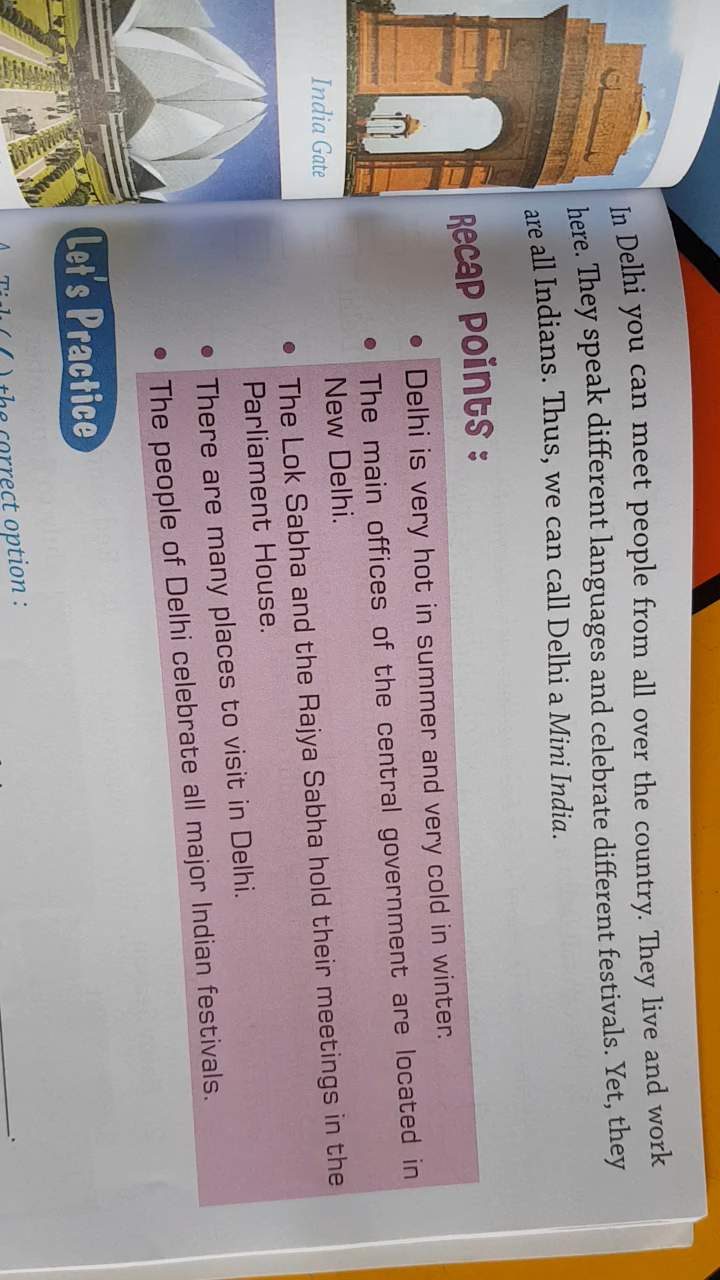 In Delhi you can meet people from all over the country. They live and work
here. They speak different languages and celebrate different festivals. Yet, they
are all Indians. Thus, we can call Delhi a Mini India.
Recap Points :
• Delhi is very hot in summer and very cold in winter.
• The main offices of the central government are located in
New Delhi.
• The Lok Sabha and the Rajya Sabha hold their meetings in the
Parliament House.
• There are many places to visit in Delhi.
• The people of Delhi celebrate all major Indian festivals.
Let's Practice
the correct option :
India Gate